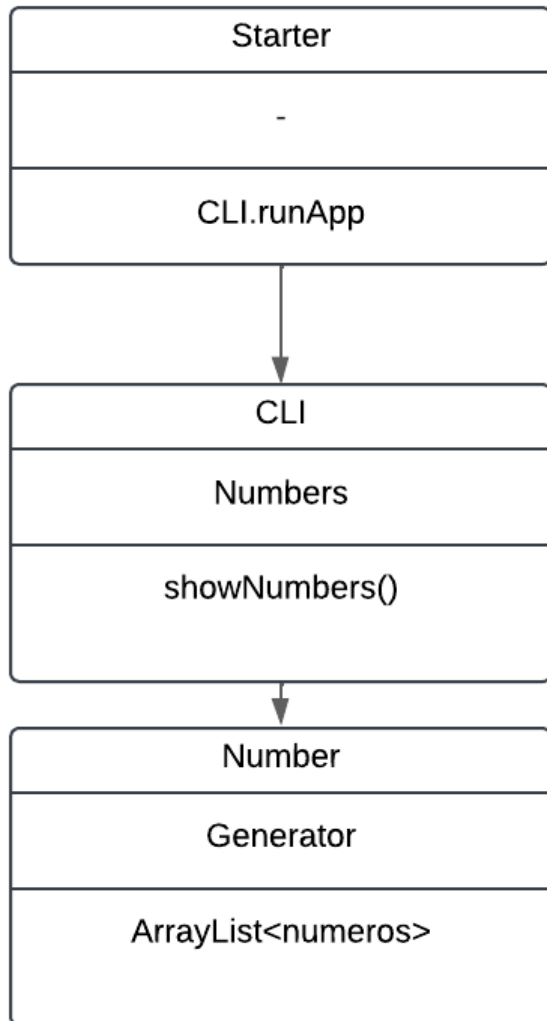 Starter
-
CLI.runApp
CLI
Numbers
showNumbers()
Number
Generator
ArrayList<numeros>